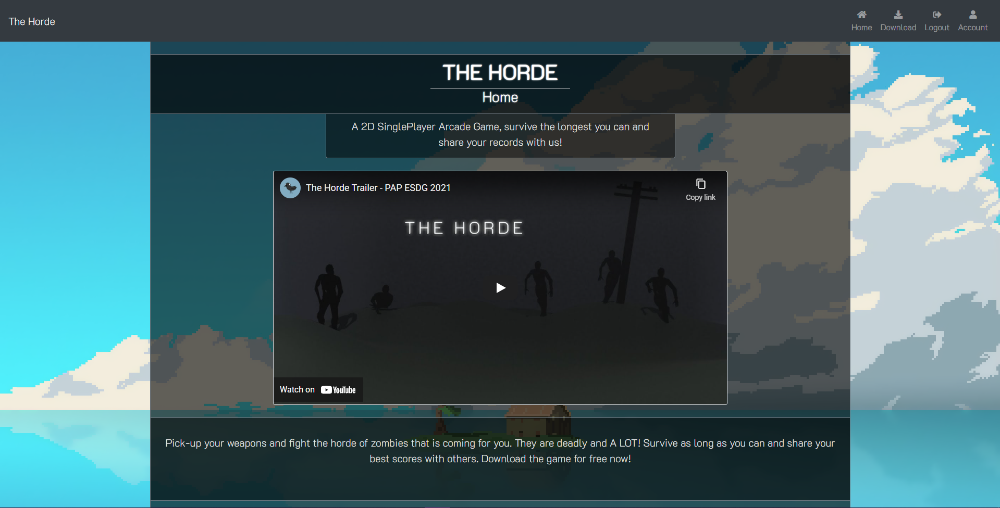 The Horde
Home
Download
Logout
Account
THE HORDE
Home
A 2D SinglePlayer Arcade Game, survive the longest you can and
share your records with us!
The Horde Trailer - PAP ESDG 2021
Copy link
THE HORDE
Watch on YouTube
Pick-up your weapons and fight the horde of zombies that is coming for you. They are deadly and A LOT! Survive as long as you can and share your
best scores with others. Download the game for free now!